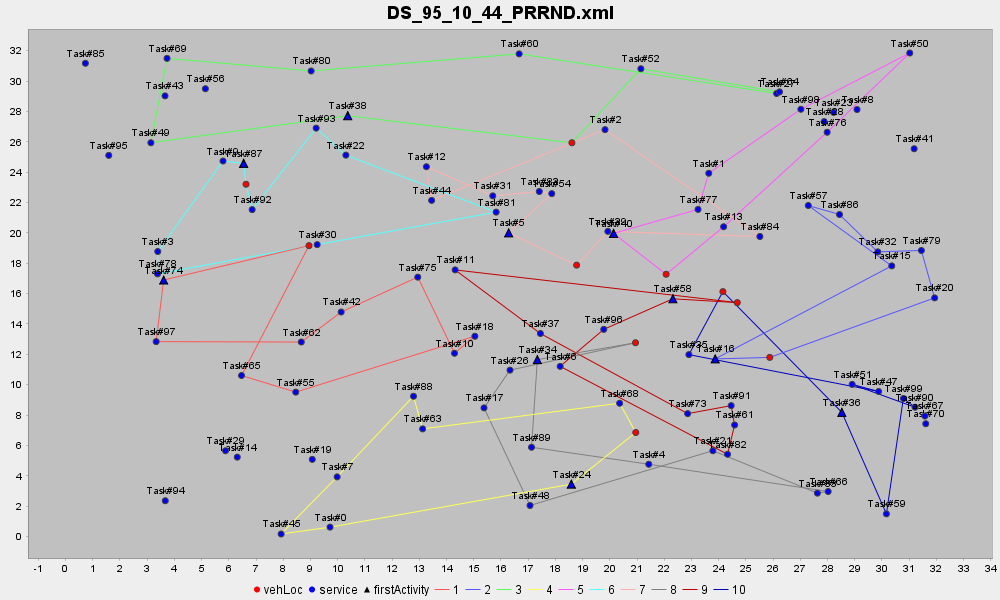 DS_95_10_44_PRRND.xml
Task#50
Task#69
Task#60
Task#85
Task#80
Task#52
Task#64
Task#56
Task#43
Task#98
Task#23
Task#8
Task#38
Task#28
Task#93
Task#2
Task#76
Task#49
Task#41
Task#95
Task#9
Task#87
Task#22
Task#12
Task#1
Task#44
Task#31
Task#83
Task#54
Task#92
Task#81
Task#77
Task#57
Task#86
Task#5
Task#39
Task#40
Task#13
Task#84
Task#3
Task#30
Task#32
Task#79
Task#78
Task#74
Task#11
Task#15
Task#75
Task#58
Task#20
Task#42
Task#97
Task#62
Task#18
Task#37
Task#96
Task#10
Task#34
Task#6
Task#35
Task#16
Task#65
Task#26
Task#55
Task#51
Task#47
Task#88
Task#17
Task#68
Task#73
Task#91
Task#36
Task#99
Task#90
Task#67
Task#70
Task#63
Task#61
Task#29
Task#14
Task#89
Task#21
Task#82
Task#19
Task#4
Task#7
Task#24
Task#66
Task#94
Task#48
Task#59
Task#45
Task#0
32
30
28
26
24
22
20
18
16
14
12
10
8
6
4
2
0
-1 0 1 2 3 4 5 6 7 8 9 10 11 12 13 14 15 16 17 18 19 20 21 22 23 24 25 26 27 28 29 30 31 32 33 34
vehLoc service firstActivity 1 2 3 4 5 6 7 8 9 10